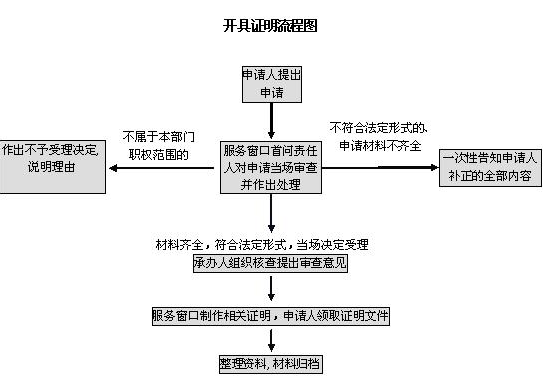 开具证明流程图
申请人提出
申请
不属于本部门
职权范围的
不符合法定形式的、
申请材料不齐全
作出不予受理决定,
说明理由
服务窗口首问责任
人对申请当场审查
并作出处理
一次性告知申请人
补正的全部内容
材料齐全，符合法定形式，当场决定受理
承办人组织核查提出审查意见
服务窗口制作相关证明，申请人领取证明文件
整理资料,材料归档